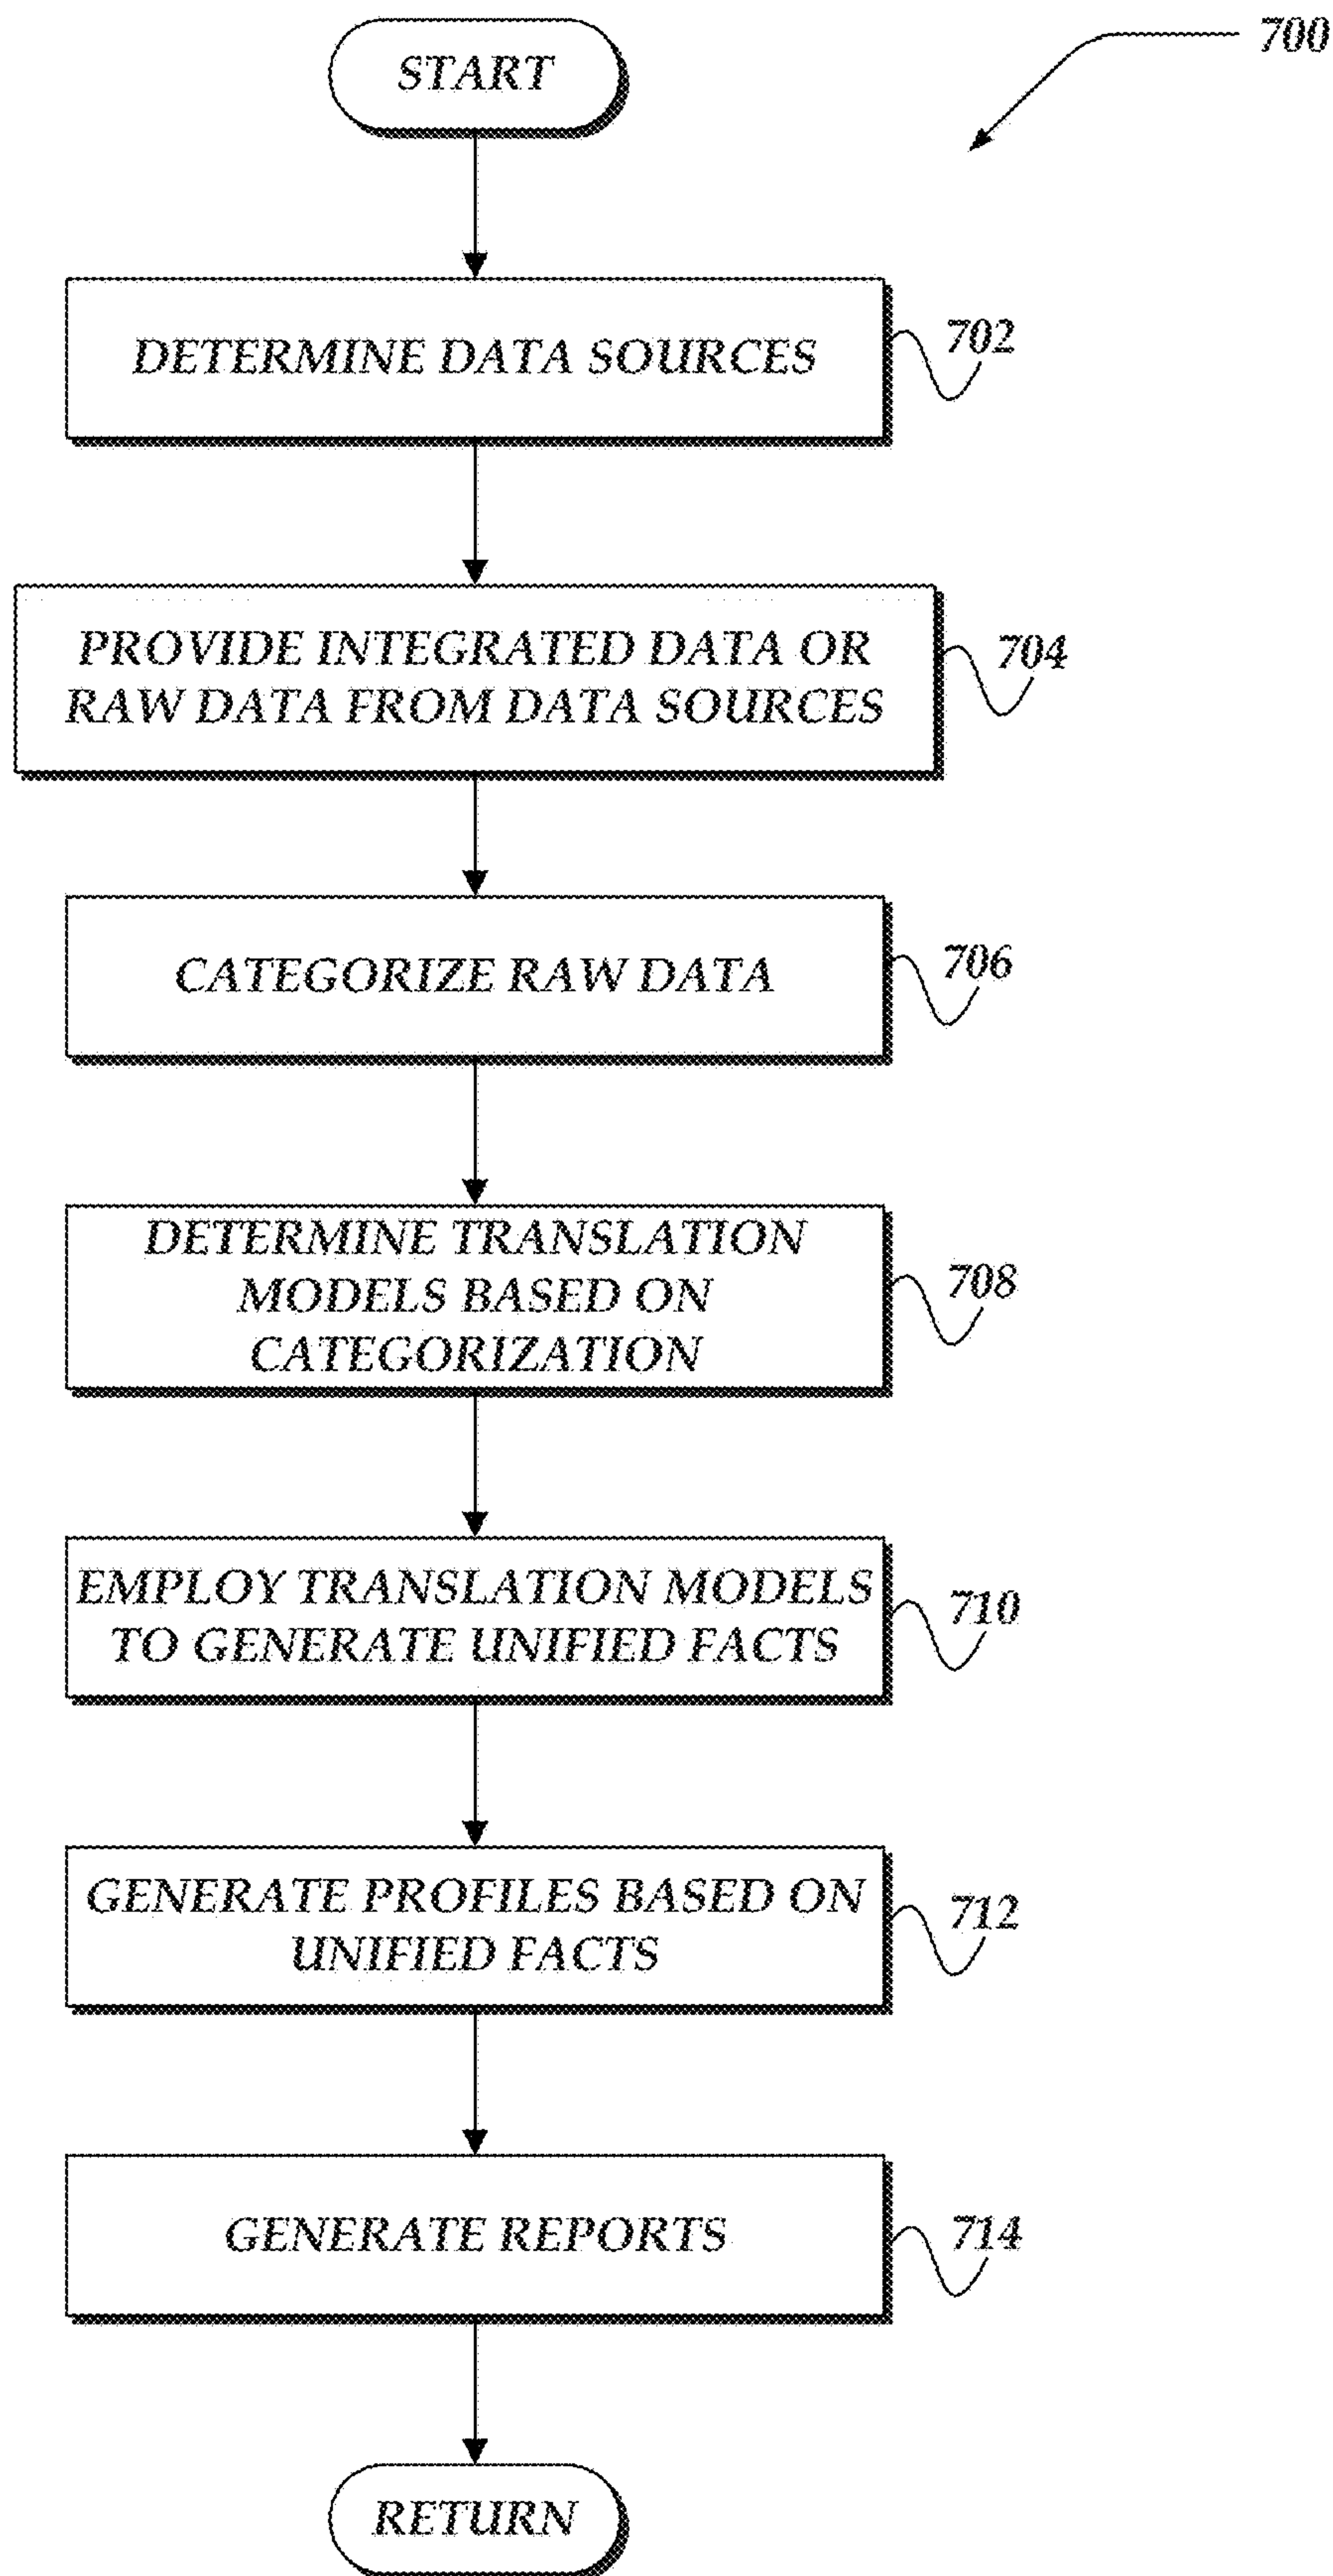 700
START
DETERMINE DATA SOURCES
702
PROVIDE INTEGRATED DATA OR
RAW DATA FROM DATA SOURCES
704
CATEGORIZE RAW DATA
706
DETERMINE TRANSLATION
MODELS BASED ON
CATEGORIZATION
708
EMPLOY TRANSLATION MODELS
TO GENERATE UNIFIED FACTS
710
GENERATE PROFILES BASED ON
UNIFIED FACTS
712
GENERATE REPORTS
714
RETURN